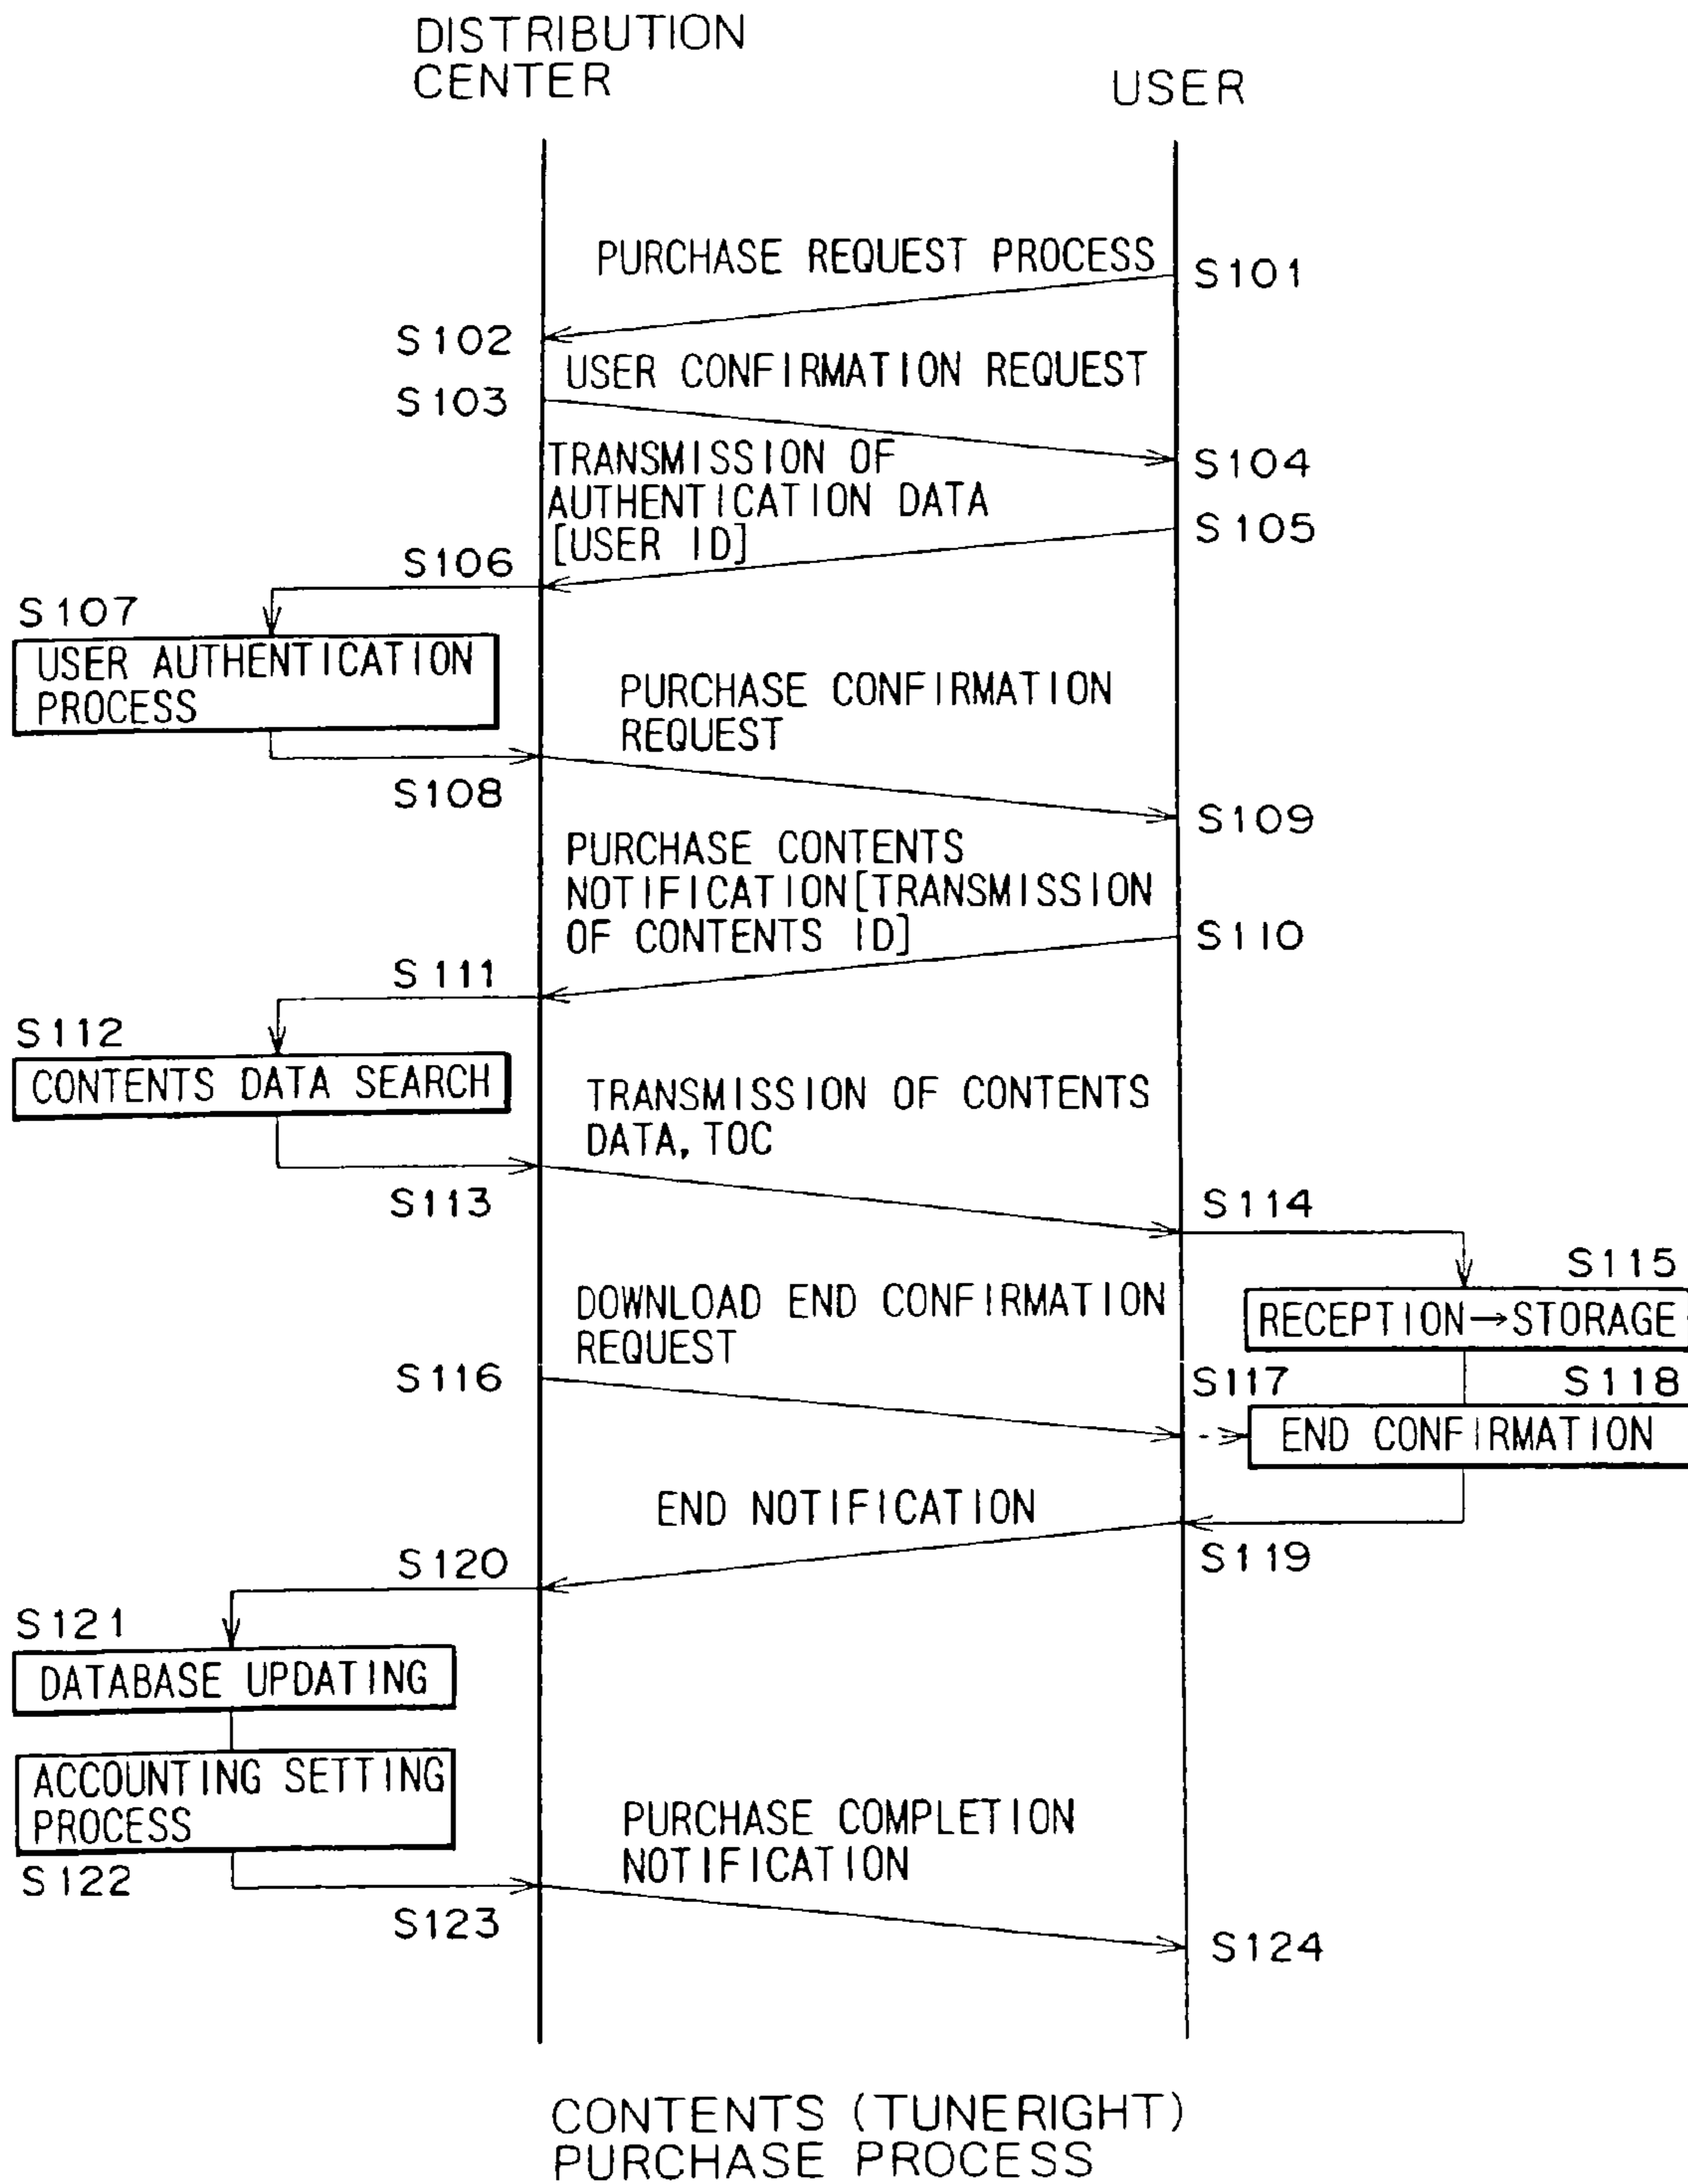 DISTRIBUTION
CENTER
USER
PURCHASE REQUEST PROCESS
S101
S102
USER CONFIRMATION REQUEST
S103
TRANSMISSION OF
AUTHENTICATION DATA
[USER ID]
S104
S105
S106
S107
USER AUTHENTICATION
PROCESS
PURCHASE CONFIRMATION
REQUEST
S108
S109
PURCHASE CONTENTS
NOTIFICATION[TRANSMISSION
OF CONTENTS ID]
S110
S111
S112
CONTENTS DATA SEARCH
TRANSMISSION OF CONTENTS
DATA, TOC
S113
S114
S115
RECEPTION→STORAGE
DOWNLOAD END CONFIRMATION
REQUEST
S116
S117
S118
END CONFIRMATION
END NOTIFICATION
S119
S120
S121
DATABASE UPDATING
ACCOUNTING SETTING
PROCESS
S122
PURCHASE COMPLETION
NOTIFICATION
S123
S124
CONTENTS (TUNERIGHT)
PURCHASE PROCESS